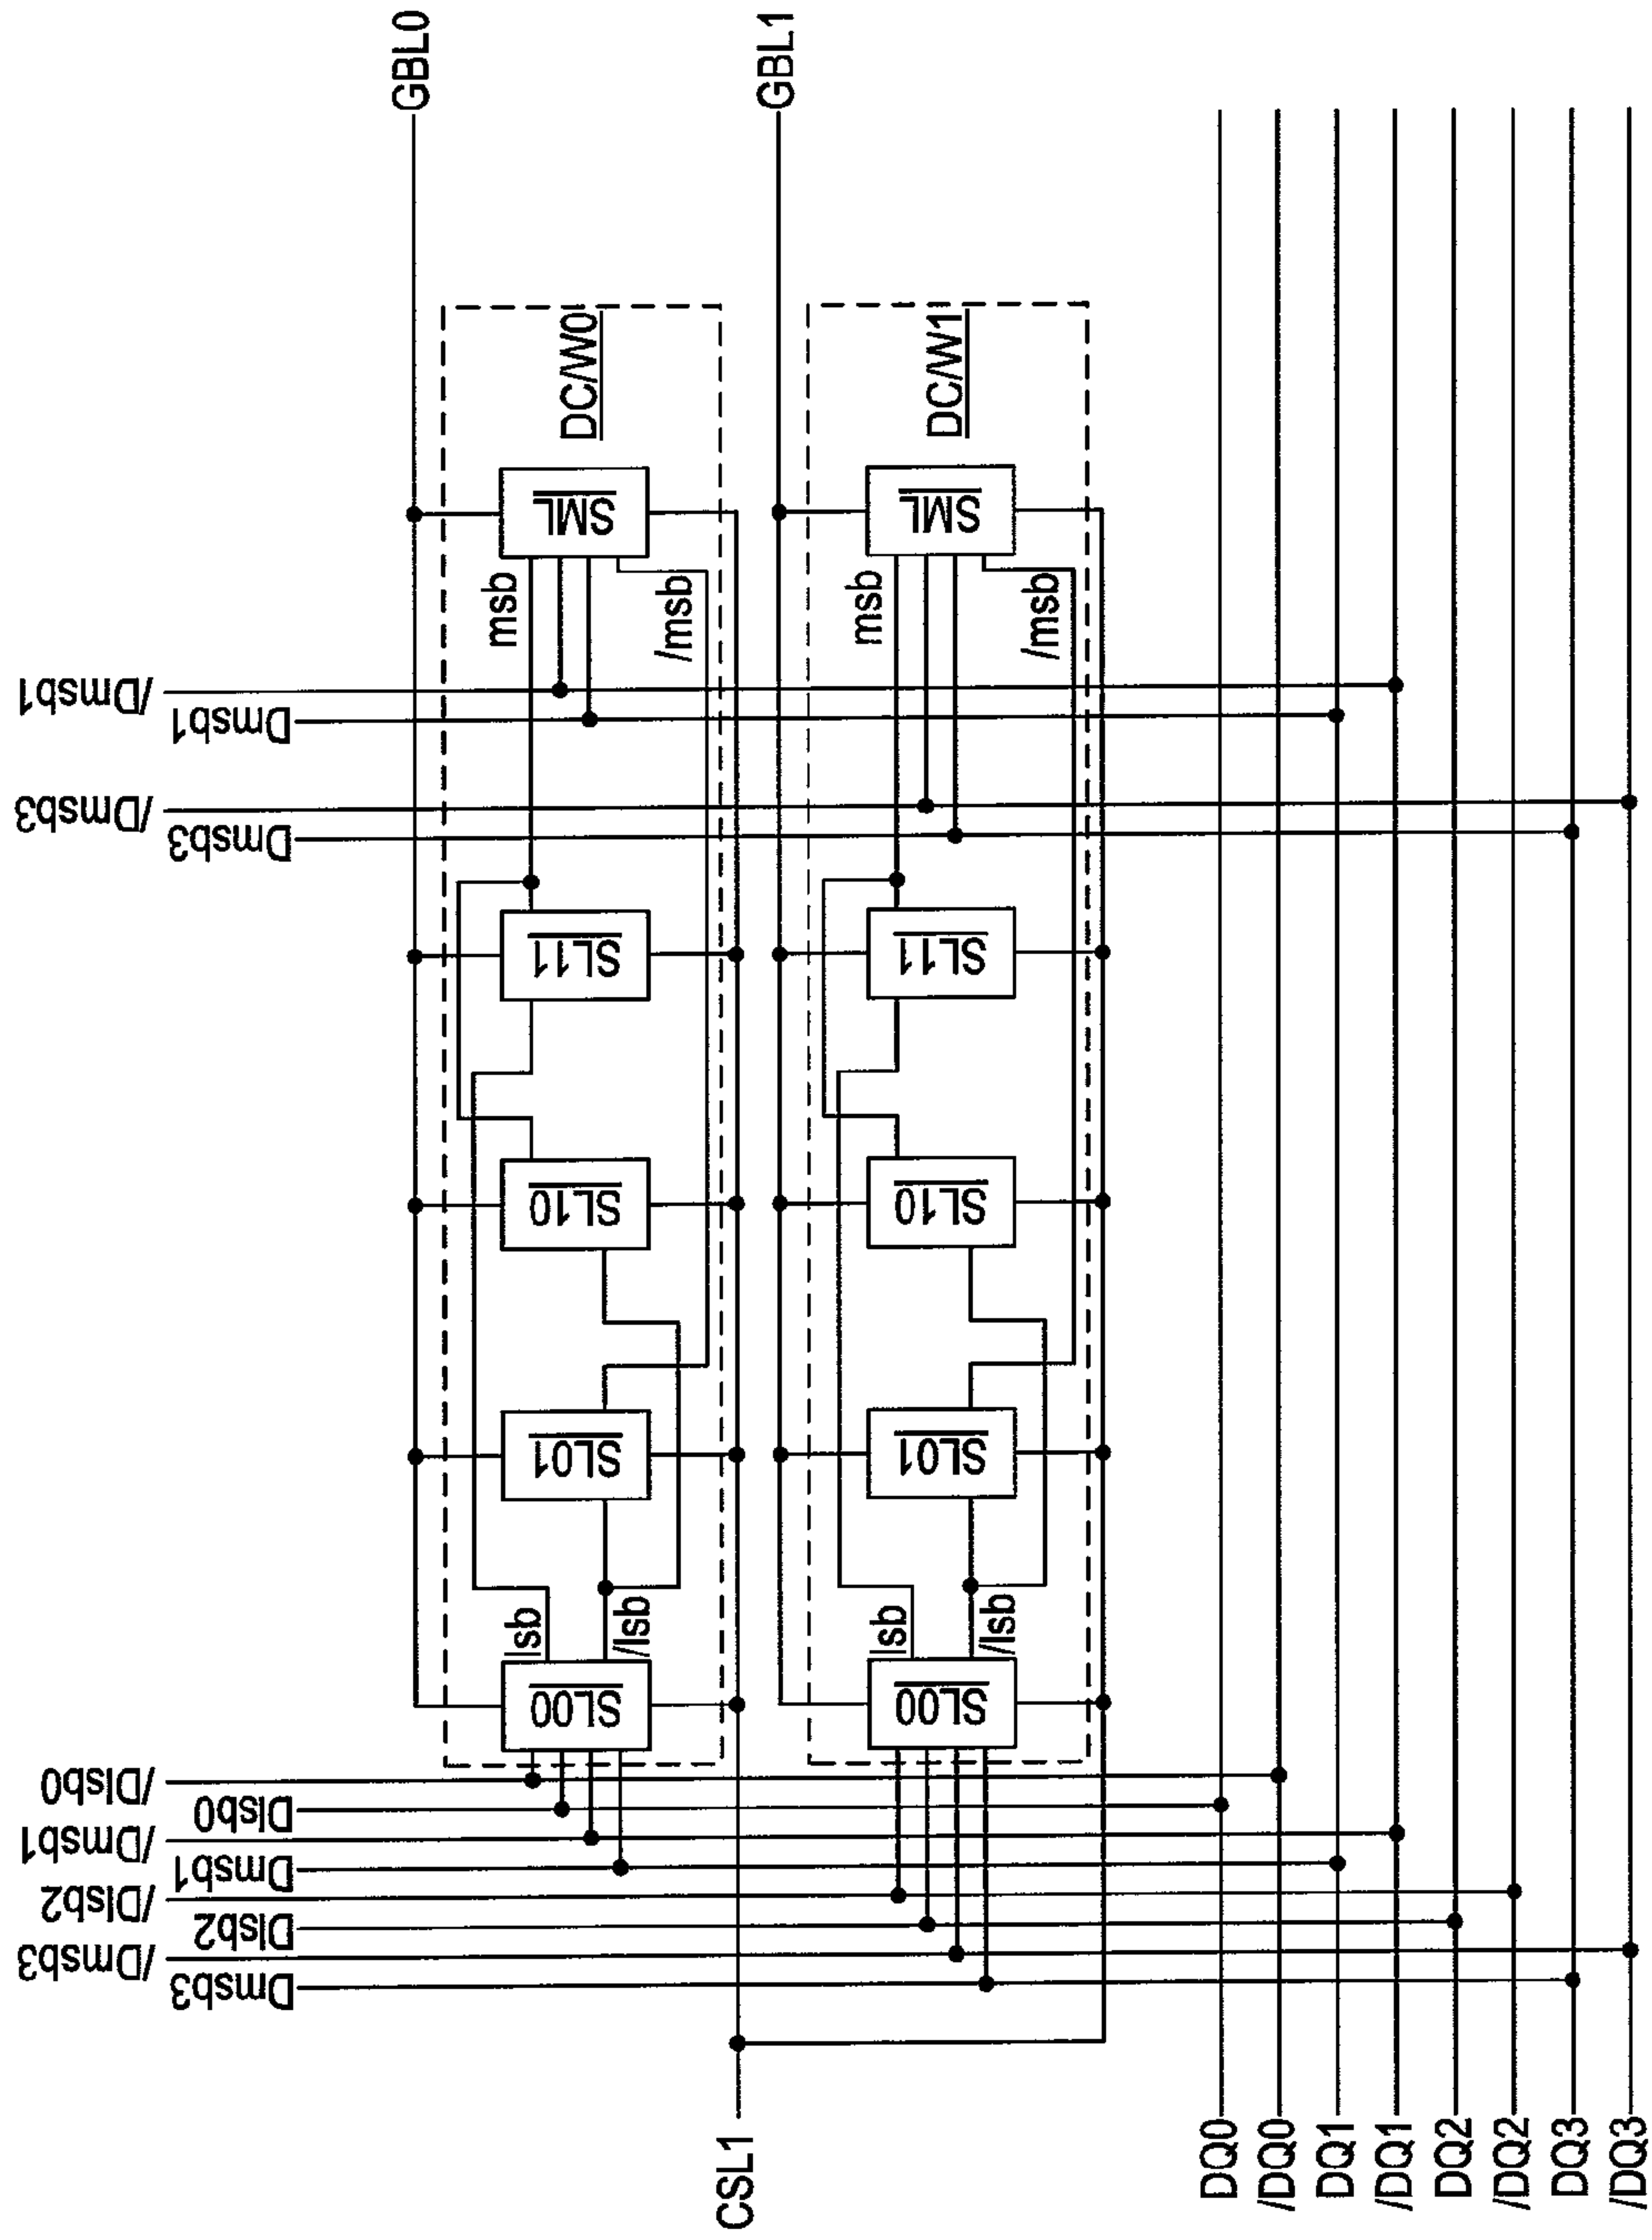 GBL0
GBL1
DC/W0
DC/W1
SML
SML
msb
/msb
msb
/msb
/Dmsb1
Dmsb1
/Dmsb3
Dmsb3
SL11
SL11
SL10
SL10
SL01
SL01
lsb
/lsb
lsb
/lsb
SL00
SL00
/Dlsb0
Dlsb0
/Dmsb1
Dmsb1
/Dlsb2
Dlsb2
/Dmsb3
Dmsb3
CSL1
DQ0
/DQ0
DQ1
/DQ1
DQ2
/DQ2
DQ3
/DQ3